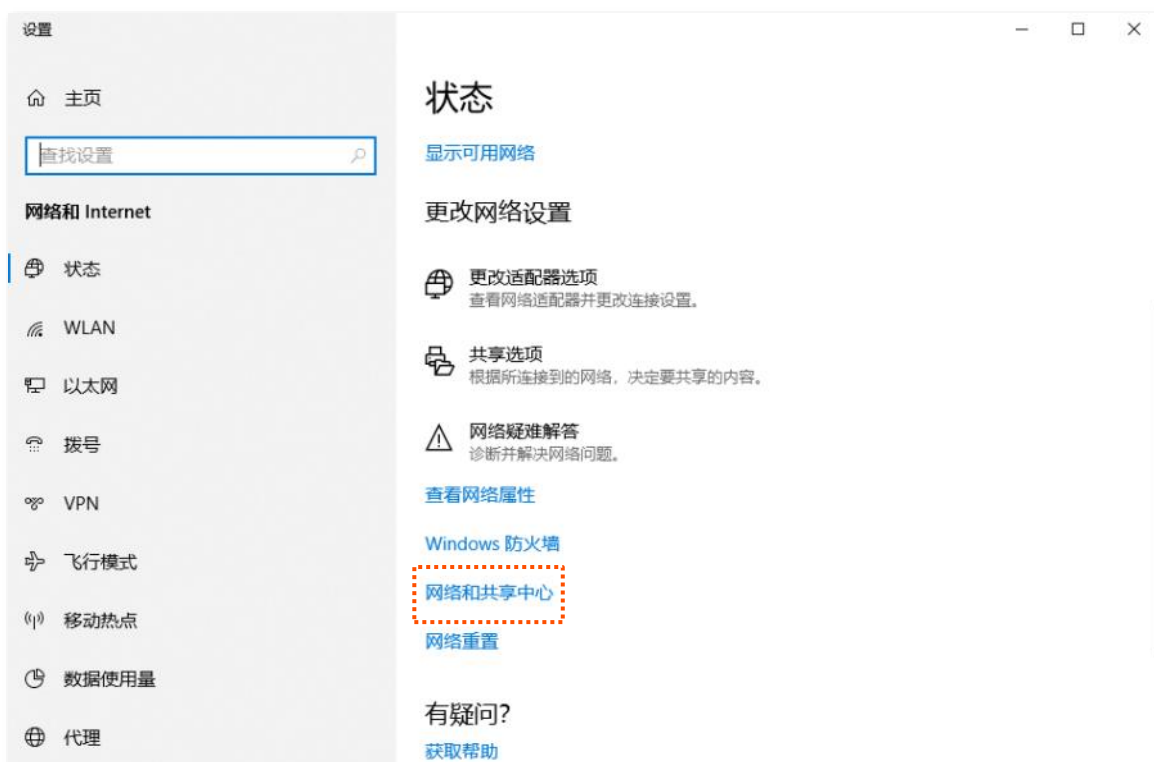 设置
主页
查找设置
网络和 Internet
状态
WLAN
以太网
拨号
VPN
飞行模式
移动热点
数据使用量
代理
状态
显示可用网络
更改网络设置
更改适配器选项
查看网络适配器并更改连接设置。
共享选项
根据所连接到的网络，决定要共享的内容。
网络疑难解答
诊断并解决网络问题。
查看网络属性
Windows 防火墙
网络和共享中心
网络重置
有疑问?
获取帮助